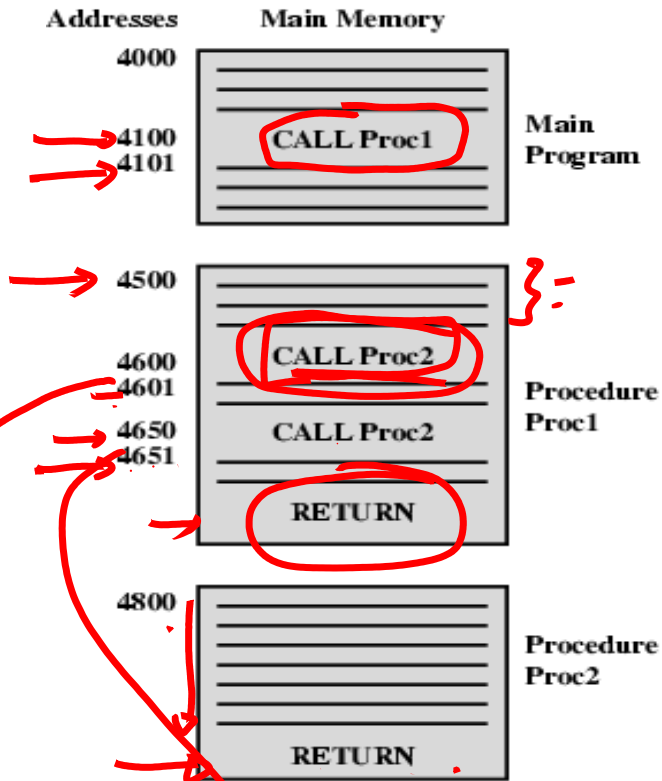 Addresses Main Memory
4000
4100 CALL Proc1
4101
Main
Program
4500
4600 CALL Proc2
4601
4650 CALL Proc2
4651
RETURN
Procedure
Proc1
4800
RETURN
Procedure
Proc2